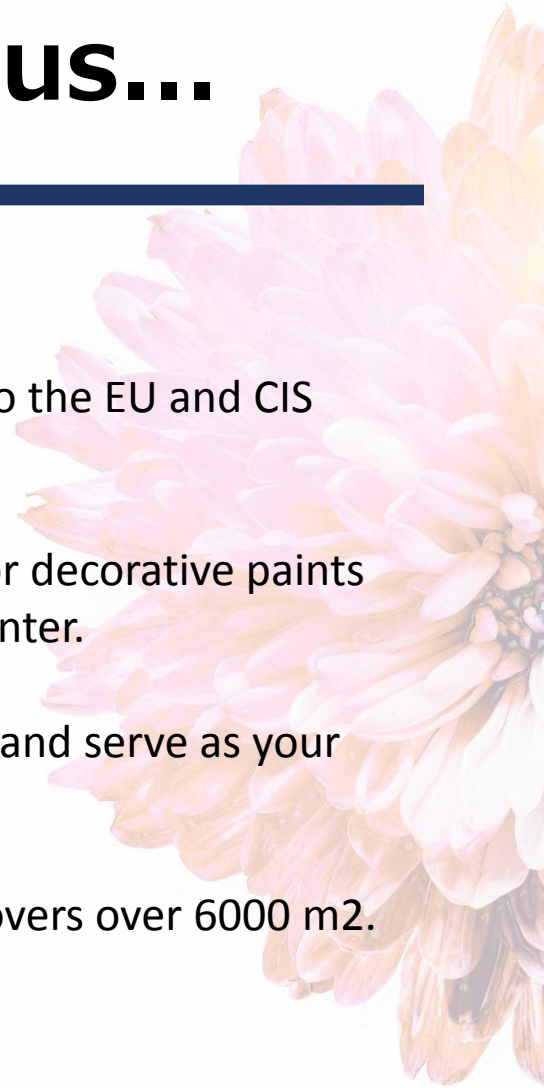 us...
o the EU and CIS
r decorative paints
nter.
and serve as your
overs over 6000 m2.